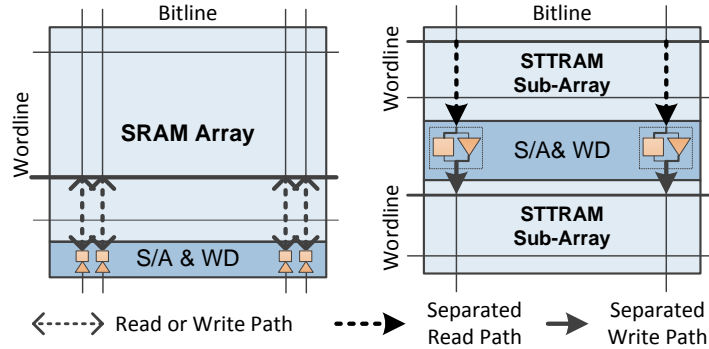 Bitline
Wordline
SRAM Array
S/A & WD
Bitline
Wordline
STTRAM
Sub-Array
S/A& WD
Wordline
STTRAM
Sub-Array
Read or Write Path
Separated
Read Path
Separated
Write Path